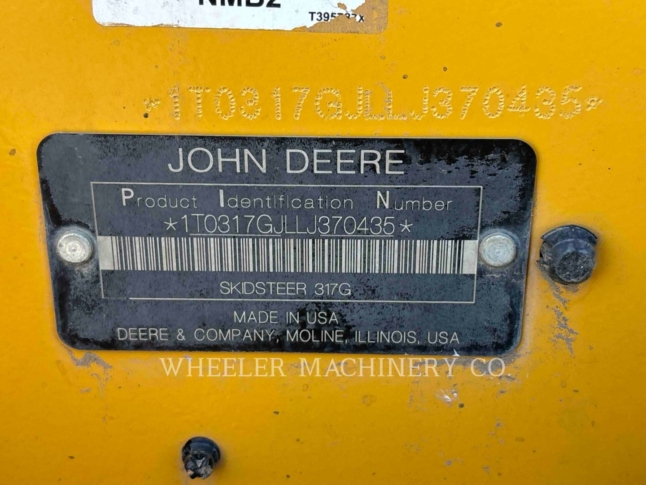 NMB2
*1T0317GJLLJ370435*
JOHN DEERE
Product Identification Number
*1T0317GJLLJ370435*
SKIDSTEER 317G
MADE IN USA
DEERE & COMPANY, MOLINE, ILLINOIS, USA
WHEELER MACHINERY CO.